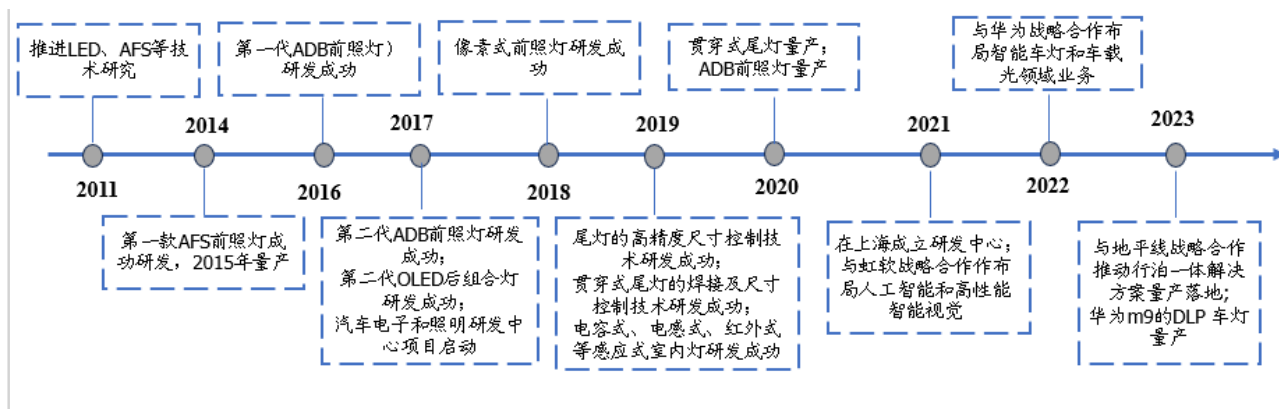 推进LED、AFS等技
术研究
第一代ADB前照灯）
研发成功
像素式前照灯研发成
功
贯穿式尾灯量产；
ADB前照灯量产
与华为战略合作布
局智能车灯和车载
光领域业务
2014
2017
2019
2021
2023
2011
2016
2018
2020
2022
第一款AFS前照灯成
功研发，2015年量产
第二代ADB前照灯研发
成功；
第二代OLED后组合灯
研发成功；
汽车电子和照明研发中
心项目启动
尾灯的高精度尺寸控制技
术研发成功；
贯穿式尾灯的焊接及尺寸
控制技术研发成功；
电容式、电感式、红外式
等感应式室内灯研发成功
在上海成立研发中心；
与虹软战略合作作布
局人工智能和高性能
智能视觉
与地平线战略合作
推动行泊一体解决
方案量产落地；
华为m9的DLP 车灯
量产